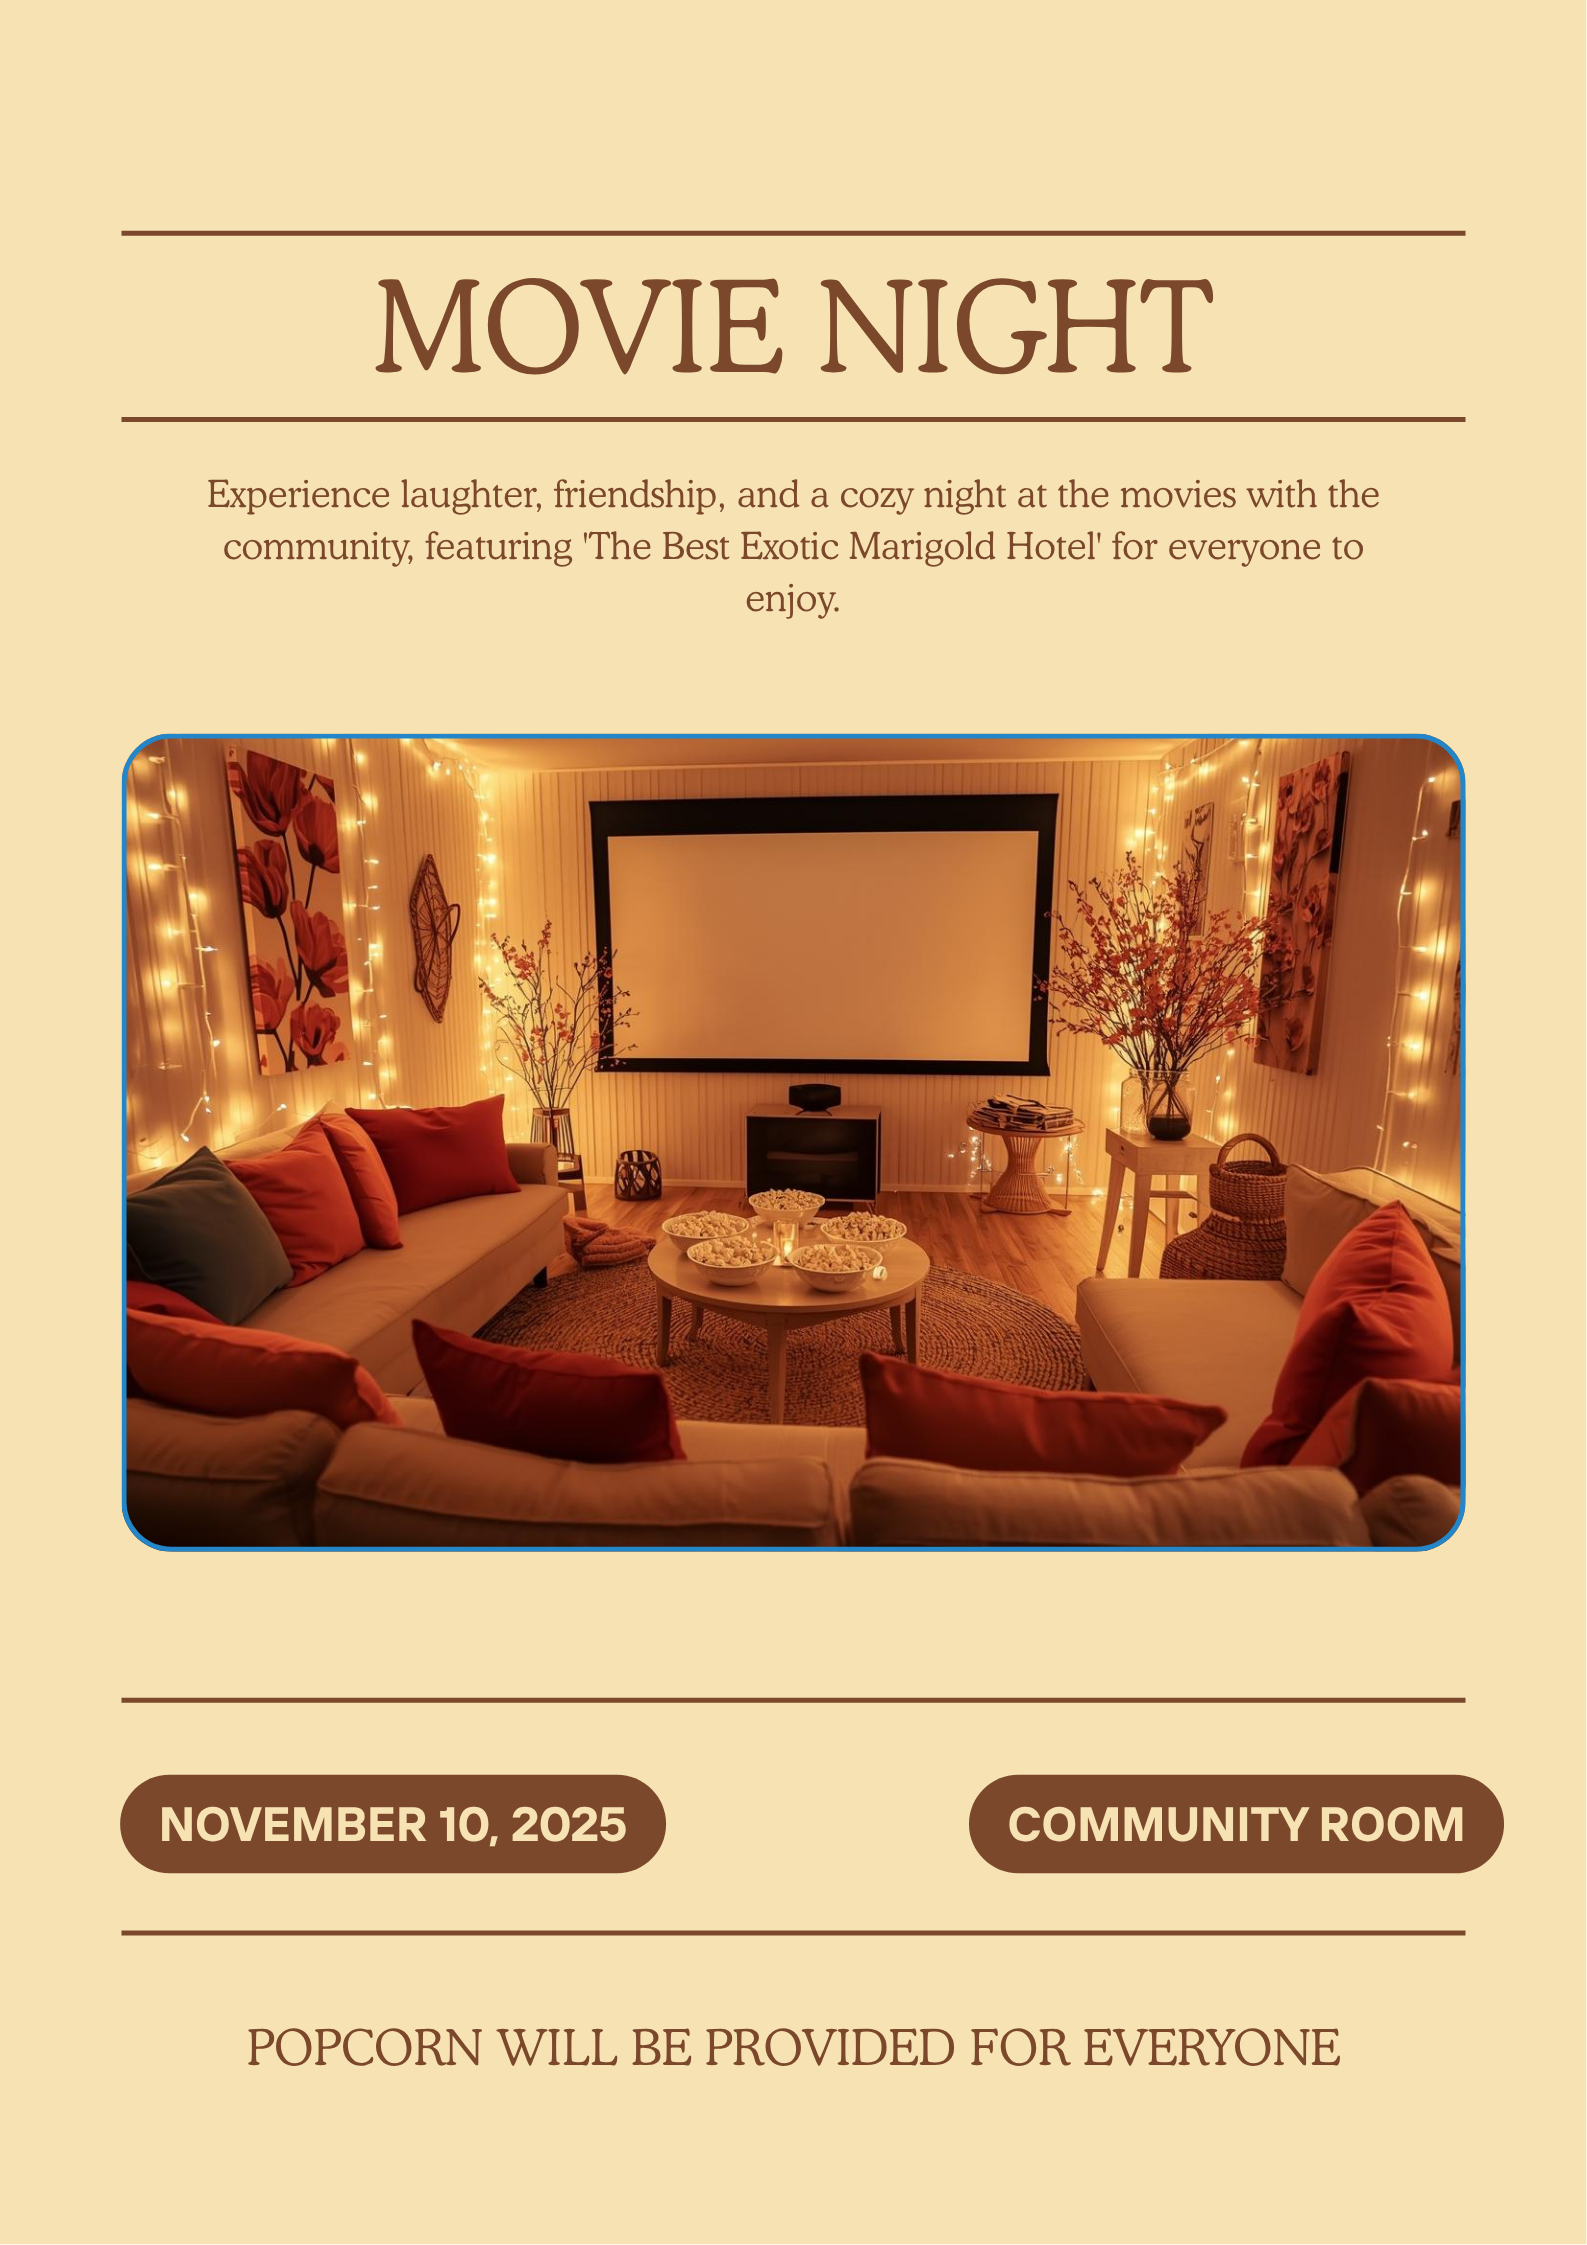 MOVIE NIGHT
Experience laughter, friendship, and a cozy night at the movies with the
community, featuring 'The Best Exotic Marigold Hotel' for everyone to
enjoy.
NOVEMBER 10, 2025
COMMUNITY ROOM
POPCORN WILL BE PROVIDED FOR EVERYONE